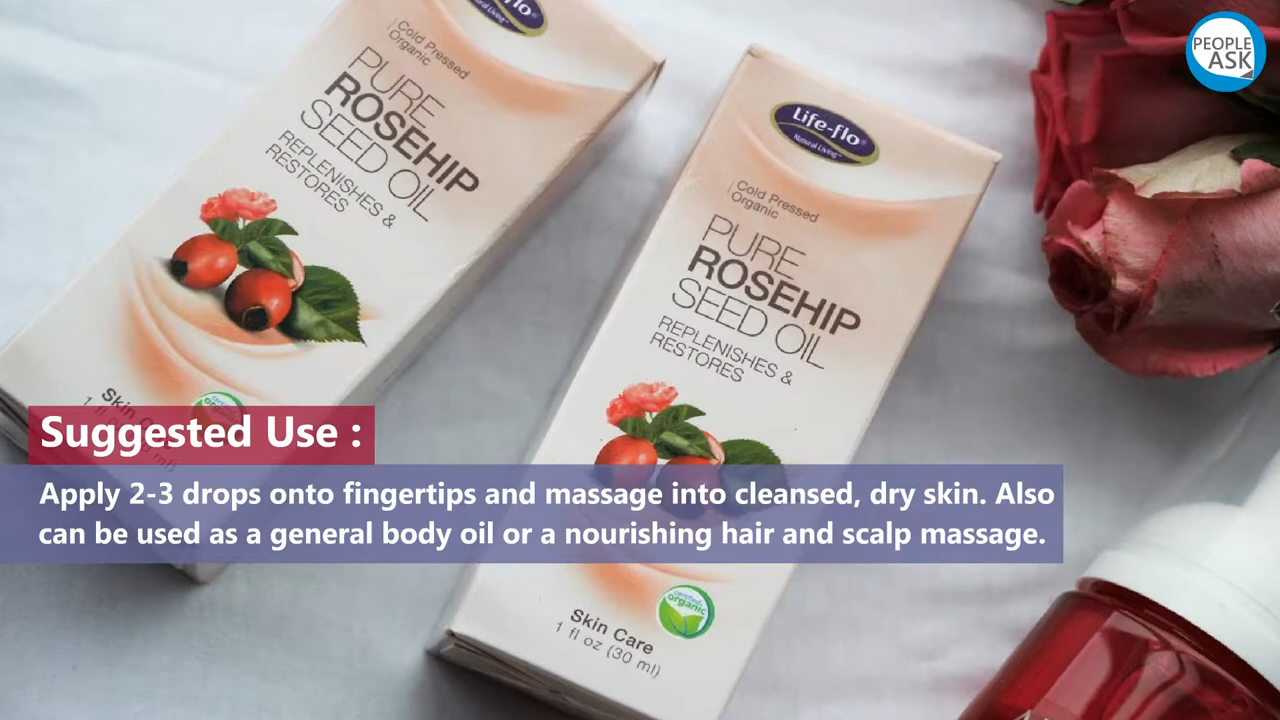 PEOPLE
ASK
Cold Pressed
Organic
PURE
ROSEHIP
SEED OIL
REPLENISHES &
RESTORES
Life-flo®
Natural Living™
Cold Pressed
Organic
PURE
ROSEHIP
SEED OIL
REPLENISHES &
RESTORES
Suggested Use :
Apply 2-3 drops onto fingertips and massage into cleansed, dry skin. Also
can be used as a general body oil or a nourishing hair and scalp massage.
certified
organic
Skin Care
1 fl oz (30 ml)